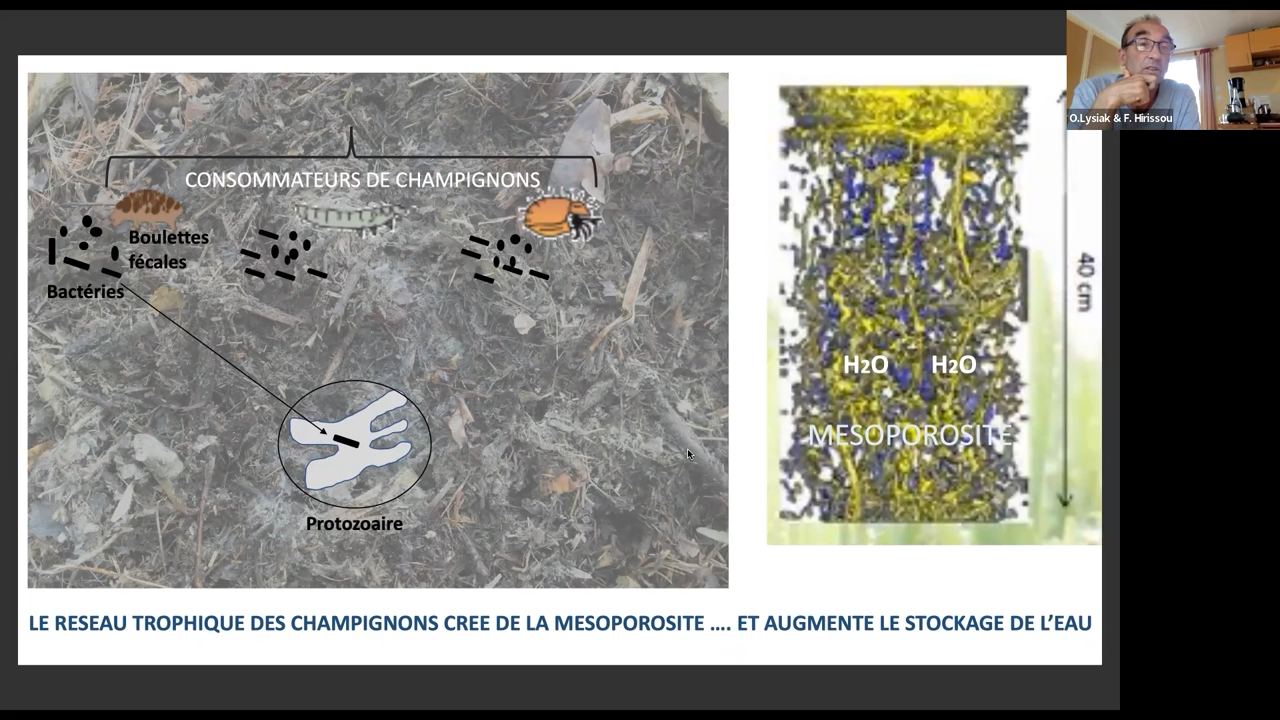 O.Lysiak & F. Hirissou
CONSOMMATEURS DE CHAMPIGNONS
Boulettes
fécales
Bactéries
Protozoaire
40 cm
H2O H2O
MESOPOROSITE
LE RESEAU TROPHIQUE DES CHAMPIGNONS CREE DE LA MESOPOROSITE .... ET AUGMENTE LE STOCKAGE DE L'EAU